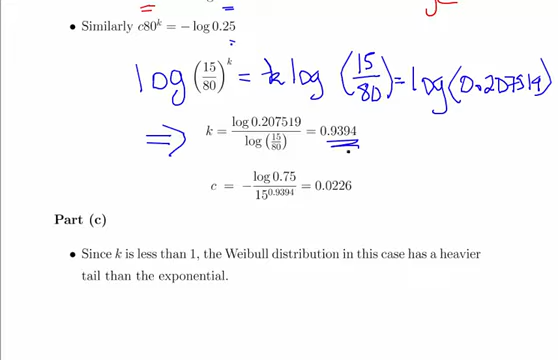 • Similarly c80^k = − log 0.25
log (15/80)^k = k log (15/80) = log(0.207519)
⟹ k = log 0.207519 / log (15/80) = 0.9394
c = − log 0.75 / 15^0.9394 = 0.0226
Part (c)
• Since k is less than 1, the Weibull distribution in this case has a heavier
tail than the exponential.